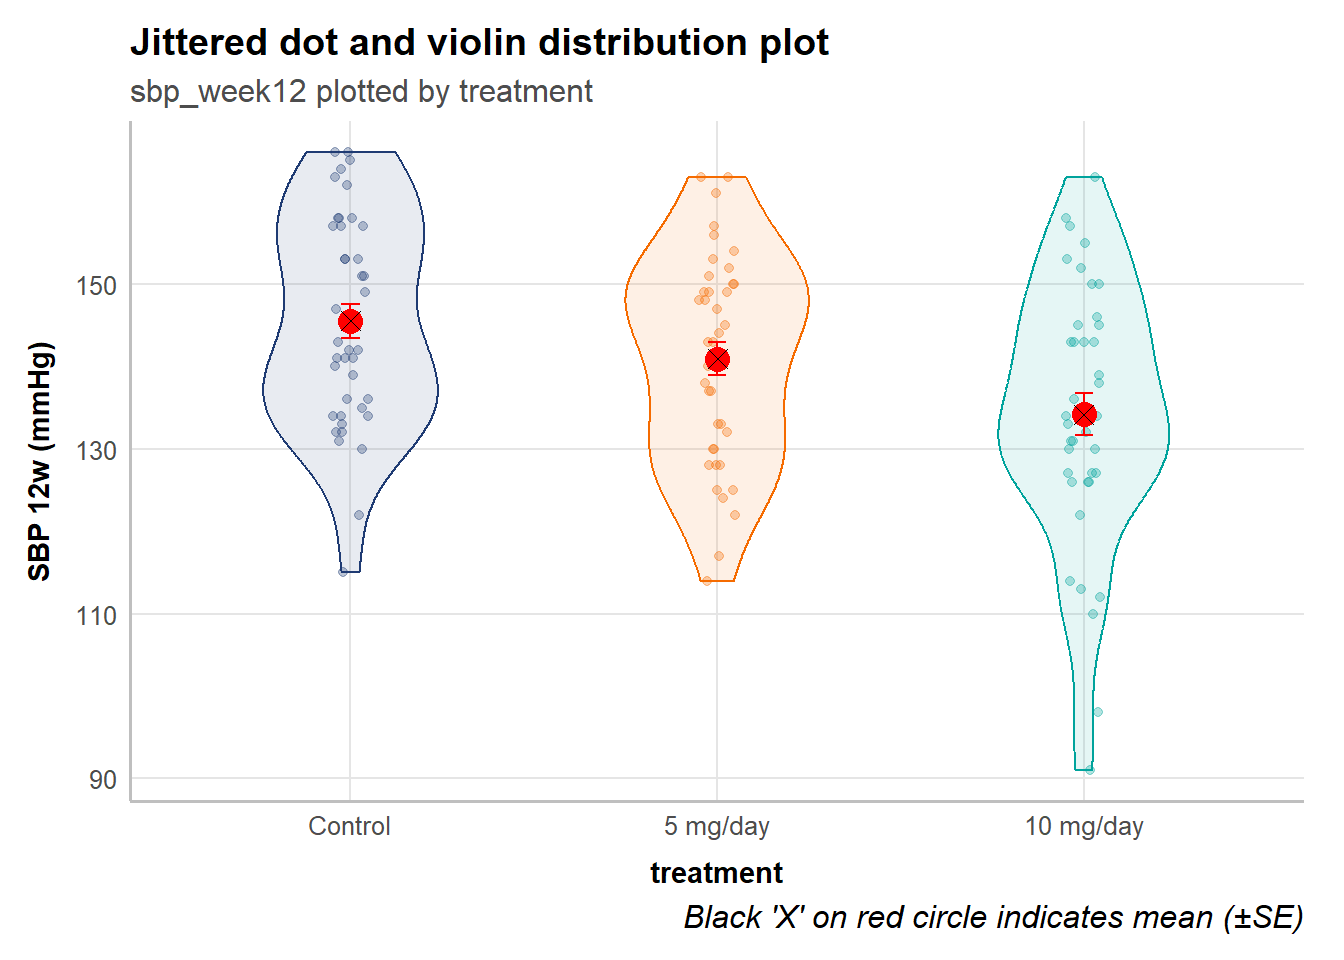 Jittered dot and violin distribution plot
sbp_week12 plotted by treatment
SBP 12w (mmHg)
150
130
110
90
Control
5 mg/day
10 mg/day
treatment
Black 'X' on red circle indicates mean (±SE)